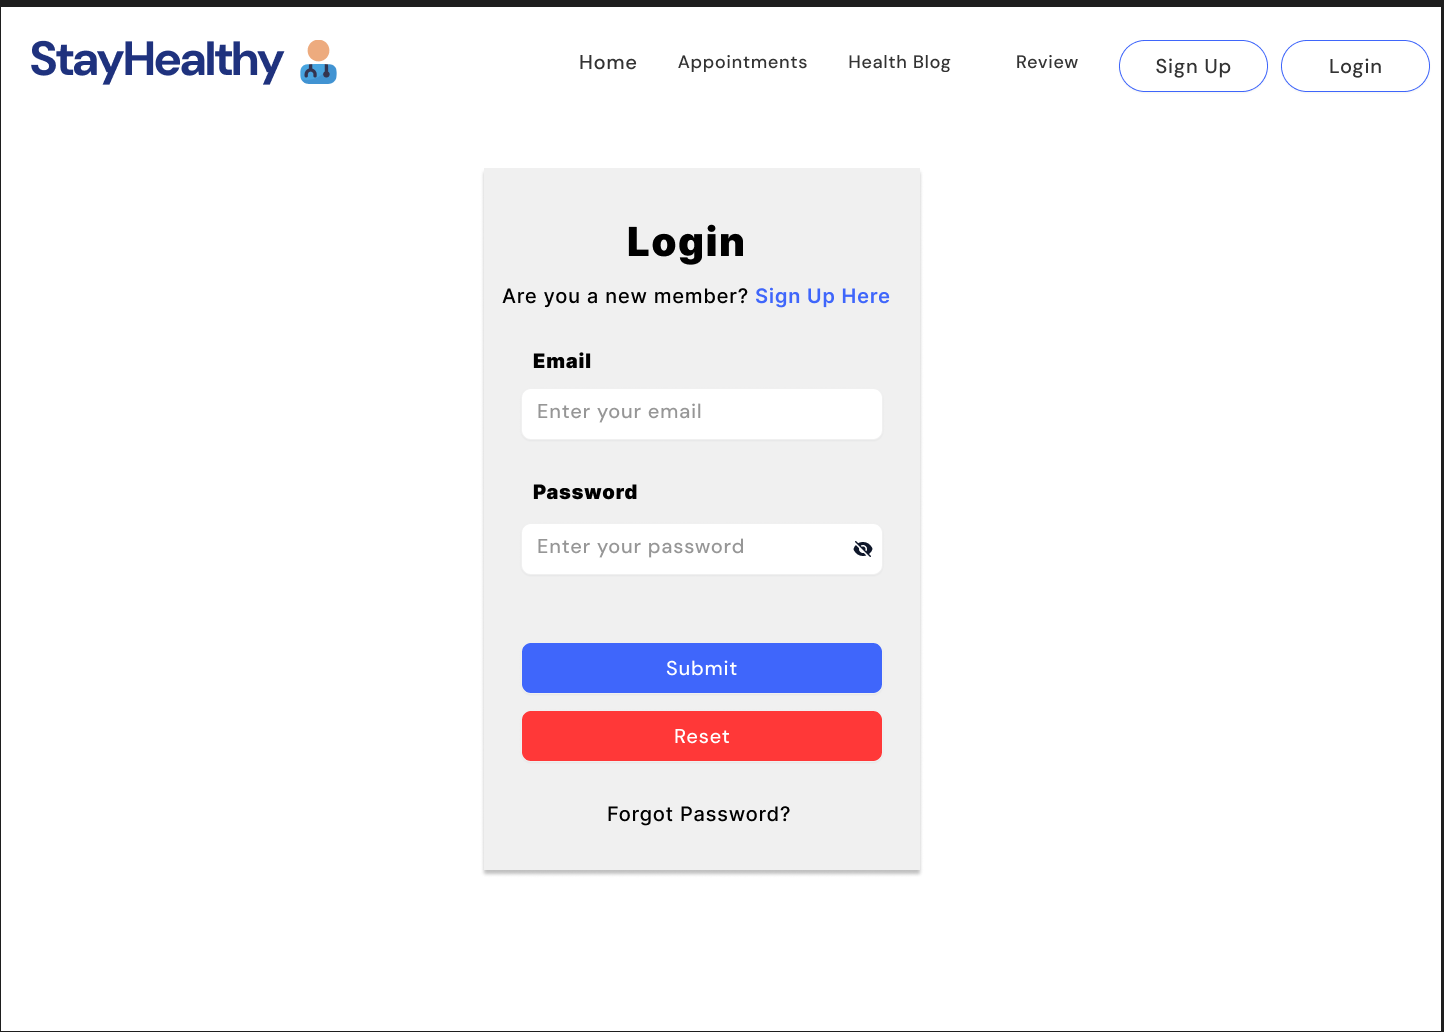 StayHealthy
Home Appointments Health Blog Review Sign Up Login
Login
Are you a new member? Sign Up Here
Email
Enter your email
Password
Enter your password
Submit
Reset
Forgot Password?